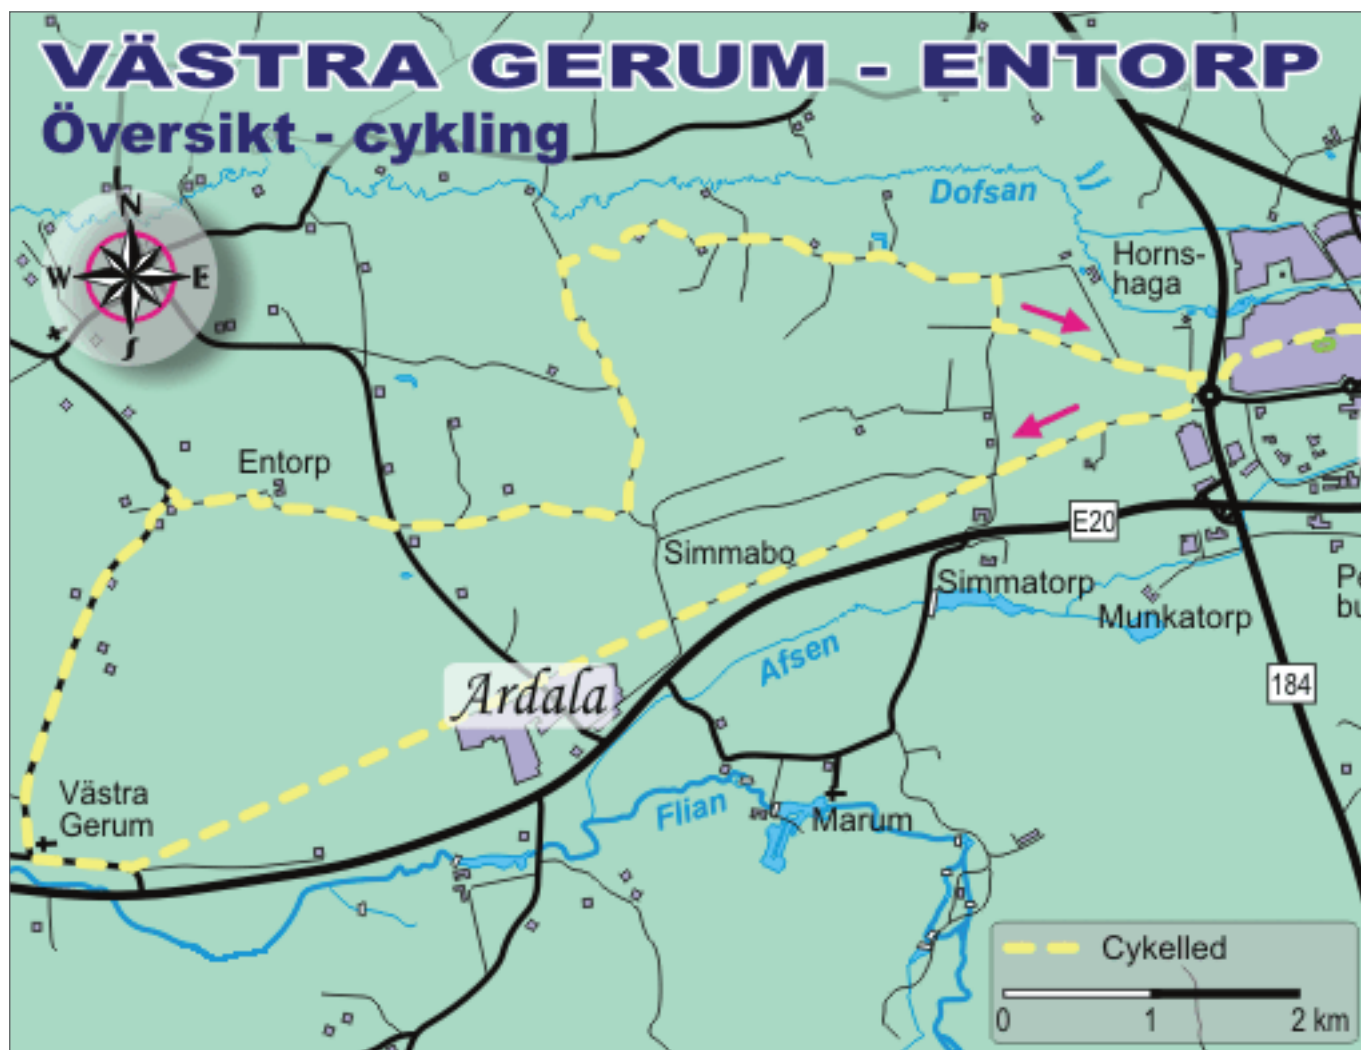 VÄSTRA GERUM - ENTORP
Översikt - cykling
N
W E
S
Dofsan
Horns-
haga
Entorp
E20
Simmabo
Simmatorp
Munkatorp
Afsen
184
Ardala
Västra
Gerum
Flian
Marum
Cykelled
0 1 2 km